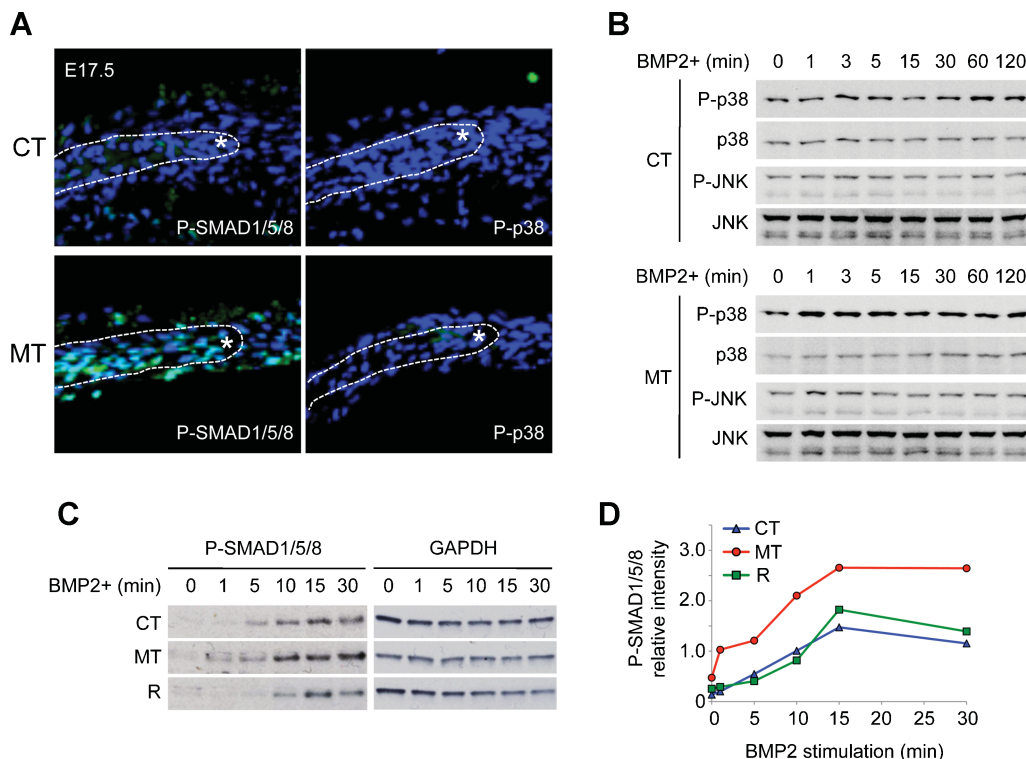 A
E17.5
CT
*
P-SMAD1/5/8
*
P-p38
MT
*
P-SMAD1/5/8
*
P-p38
B
BMP2+ (min) 0 1 3 5 15 30 60 120
CT
P-p38
p38
P-JNK
JNK
BMP2+ (min) 0 1 3 5 15 30 60 120
MT
P-p38
p38
P-JNK
JNK
C
P-SMAD1/5/8 GAPDH
BMP2+ (min) 0 1 5 10 15 30 0 1 5 10 15 30
CT
MT
R
D
CT
MT
R
P-SMAD1/5/8
relative intensity
3.0
2.0
1.0
0
0 5 10 15 20 25 30
BMP2 stimulation (min)